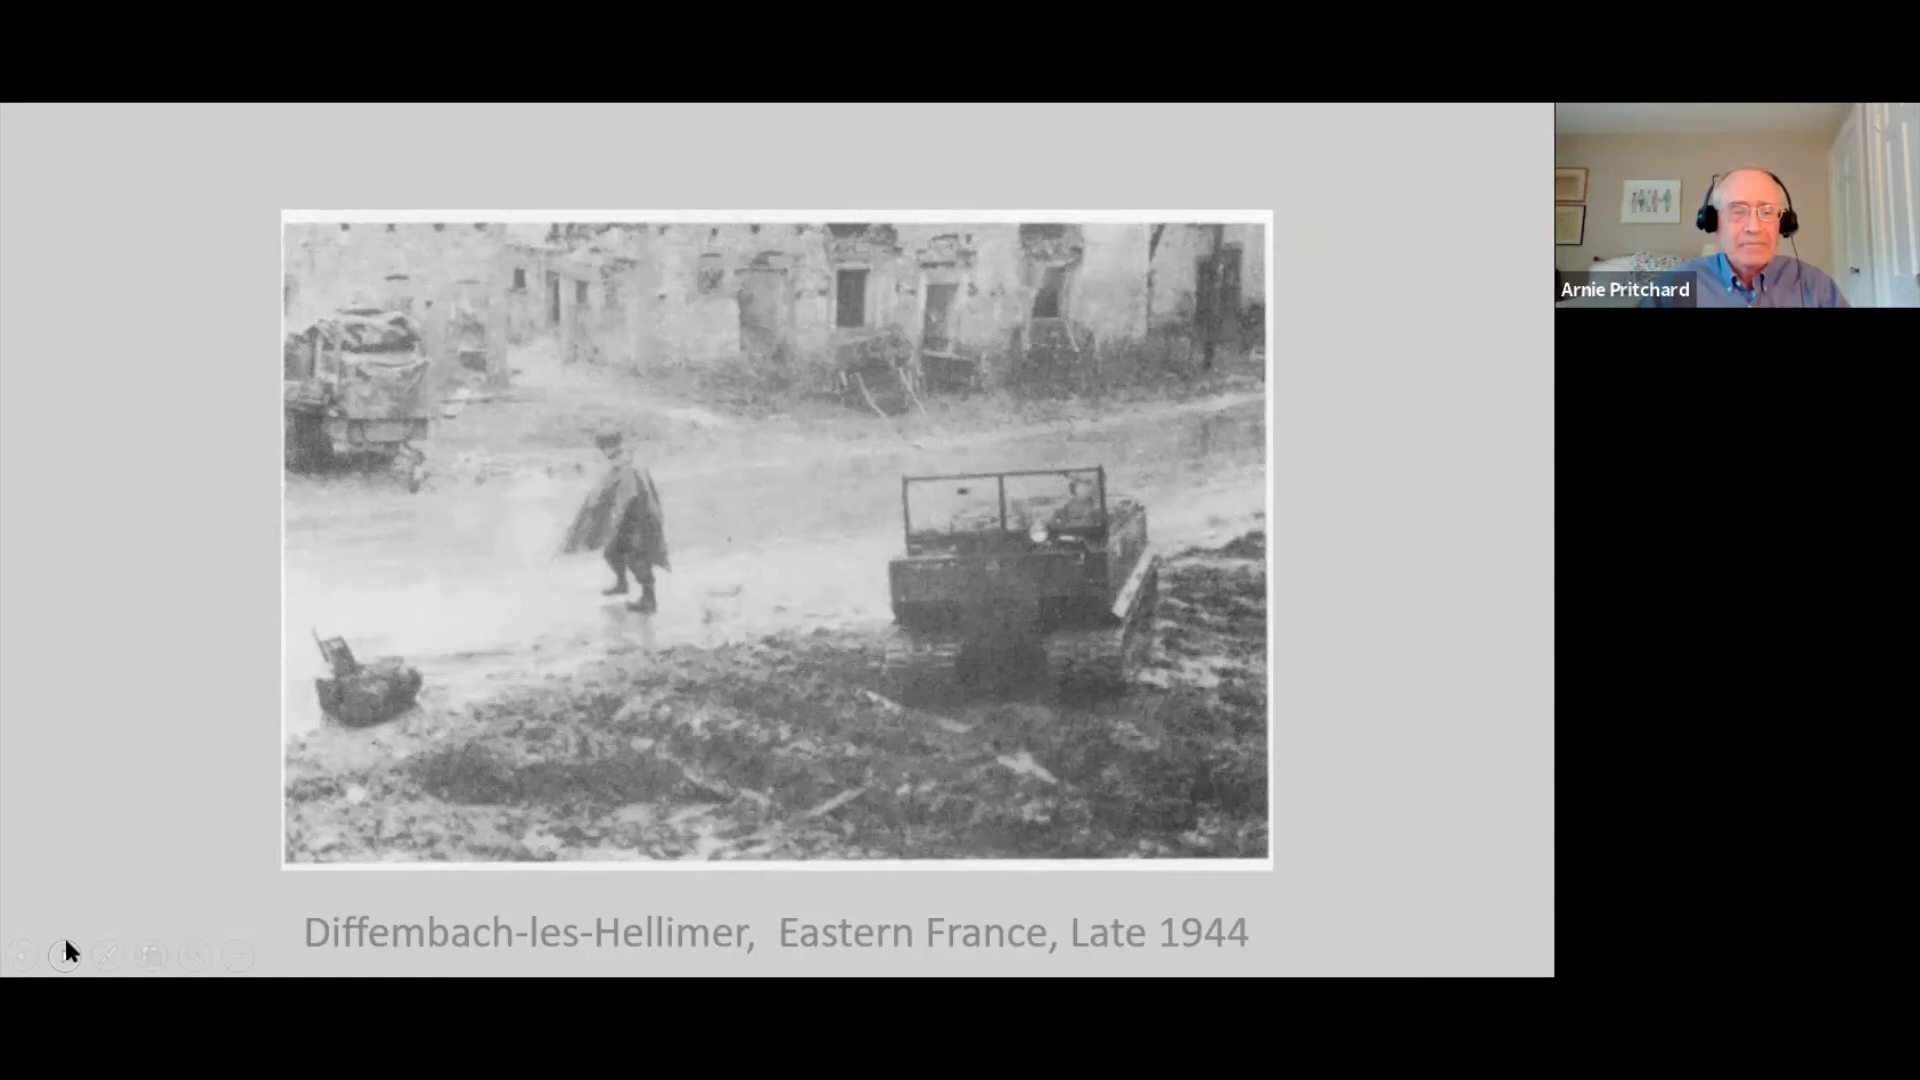 Arnie Pritchard
Diffembach-les-Hellimer, Eastern France, Late 1944